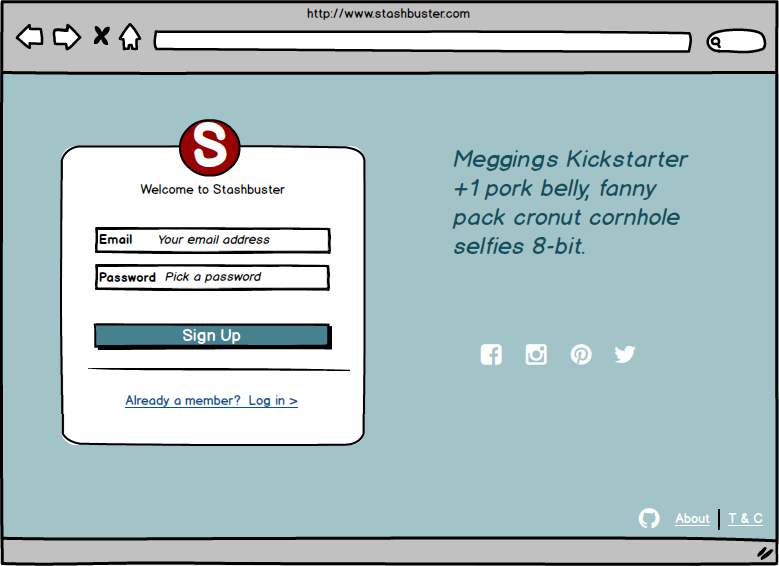 http://www.stashbuster.com
S
Welcome to Stashbuster
Email Your email address
Password Pick a password
Sign Up
Already a member? Log in >
Meggings Kickstarter
+1 pork belly, fanny
pack cronut cornhole
selfies 8-bit.
About | T & C